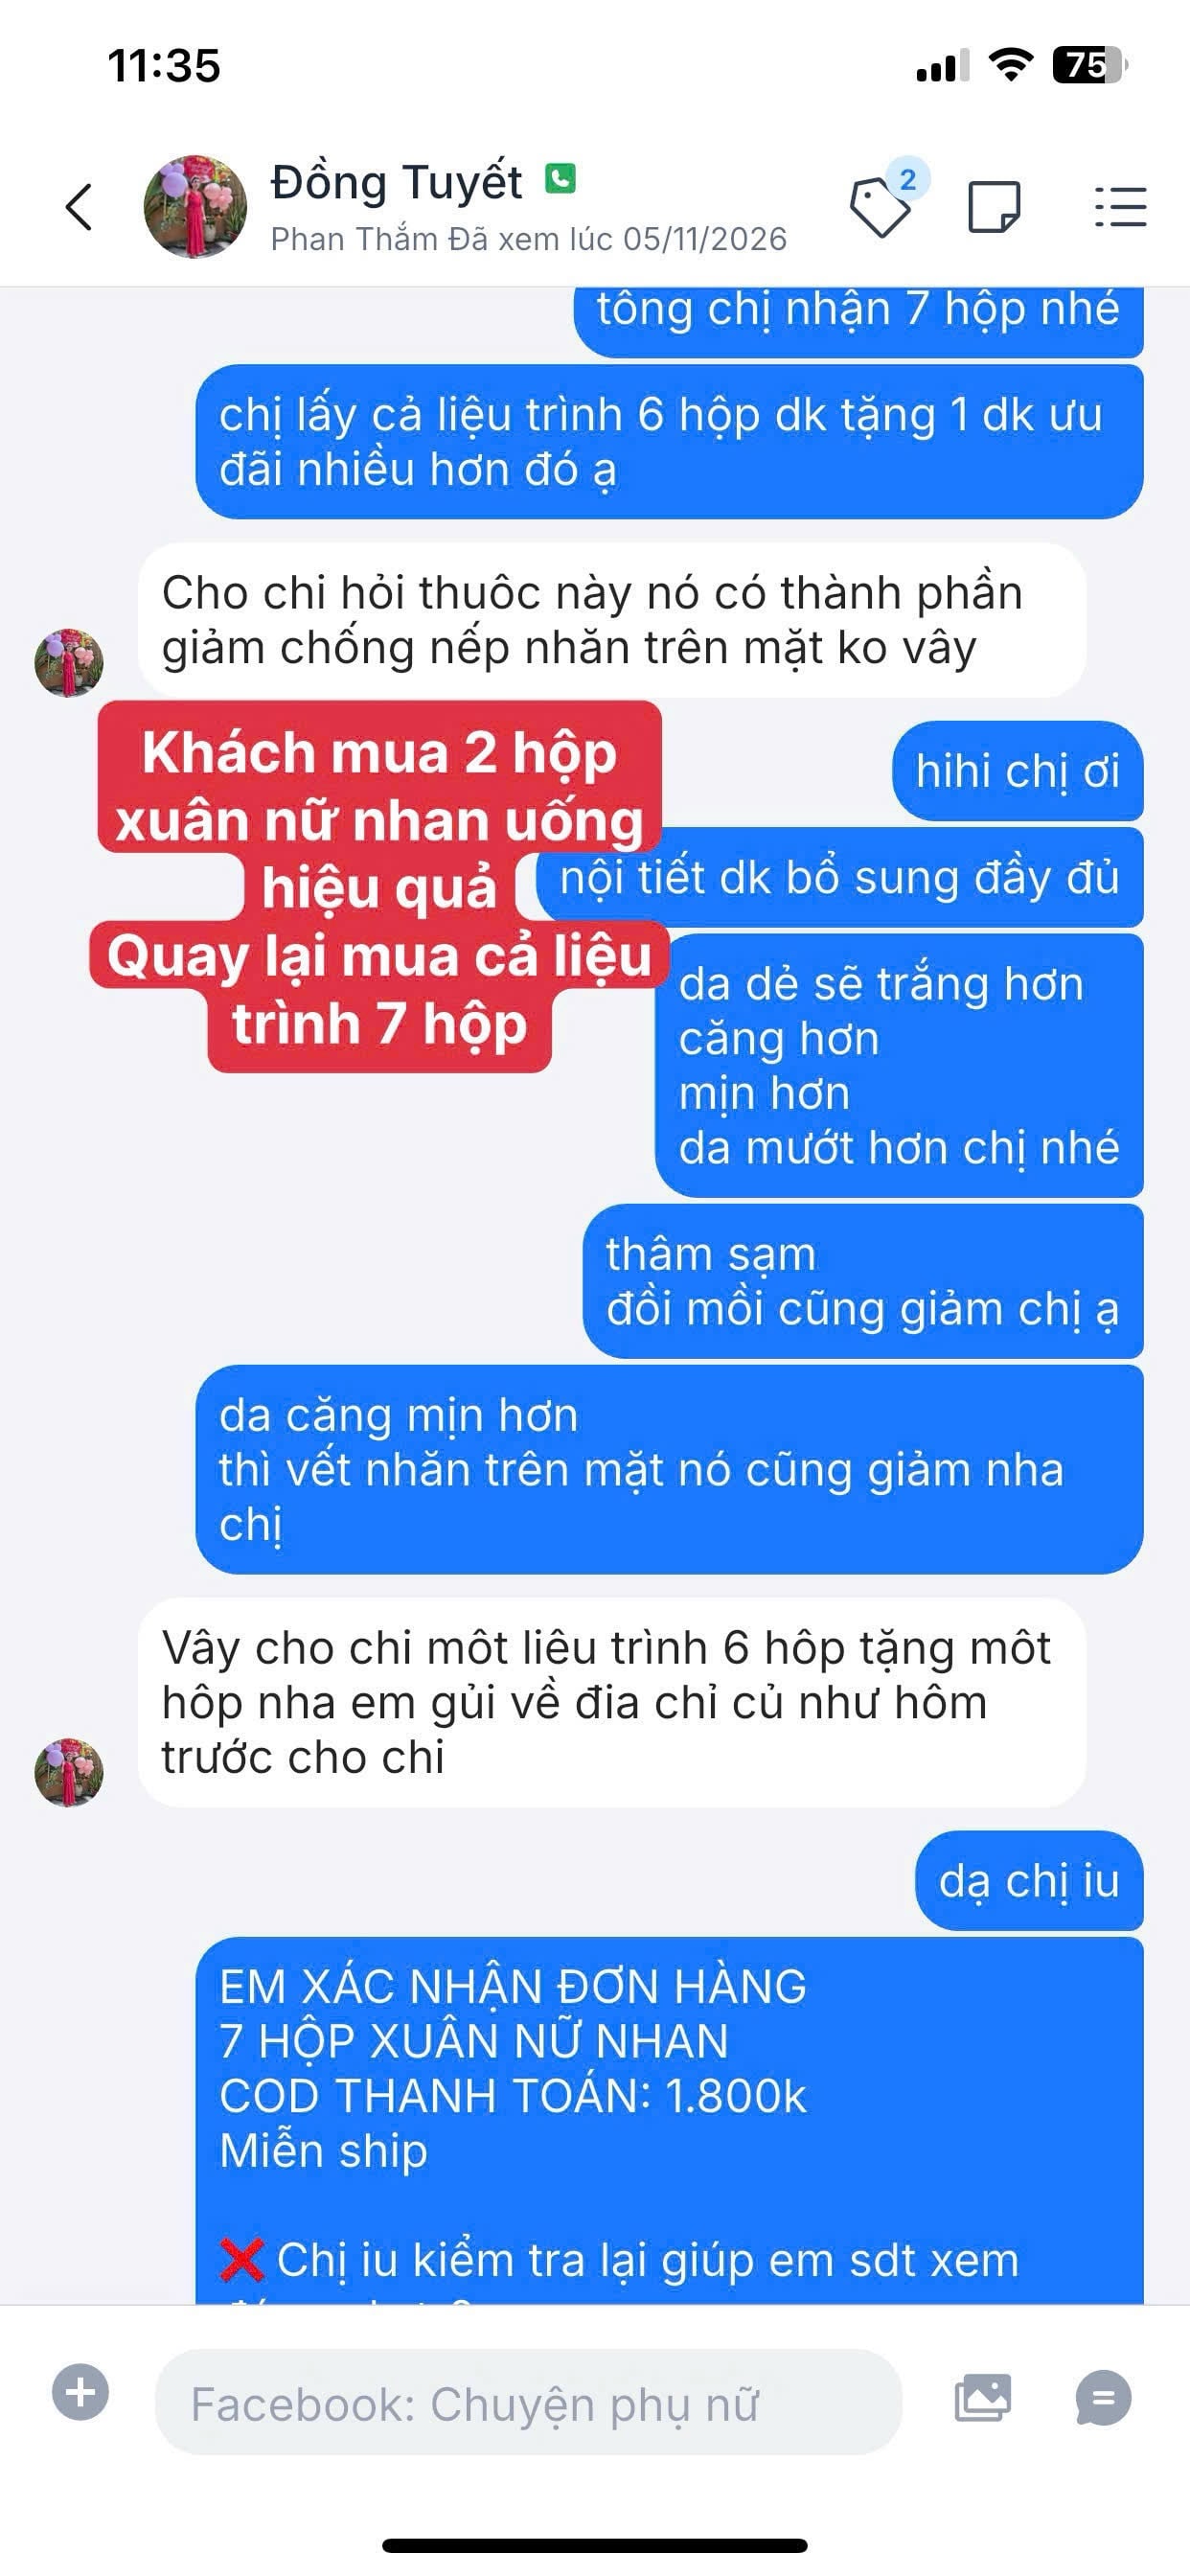 11:35
75
Đồng Tuyết
2
Phan Thắm Đã xem lúc 05/11/2026
tổng chị nhận 7 hộp nhé
chị lấy cả liệu trình 6 hộp dk tặng 1 dk ưu
đãi nhiều hơn đó ạ
Cho chi hỏi thuôc này nó có thành phần
giảm chống nếp nhăn trên mặt ko vây
Khách mua 2 hộp
xuân nữ nhan uống
hiệu quả
Quay lại mua cả liệu
trình 7 hộp
hihi chị ơi
nội tiết dk bổ sung đầy đủ
da dẻ sẽ trắng hơn
căng hơn
mịn hơn
da mướt hơn chị nhé
thâm sạm
đồi mồi cũng giảm chị ạ
da căng mịn hơn
thì vết nhăn trên mặt nó cũng giảm nha
chị
Vây cho chi môt liêu trình 6 hôp tặng môt
hôp nha em gủi về đia chỉ củ như hôm
trước cho chi
dạ chị iu
EM XÁC NHẬN ĐƠN HÀNG
7 HỘP XUÂN NỮ NHAN
COD THANH TOÁN: 1.800k
Miễn ship
❌ Chị iu kiểm tra lại giúp em sdt xem
Facebook: Chuyện phụ nữ